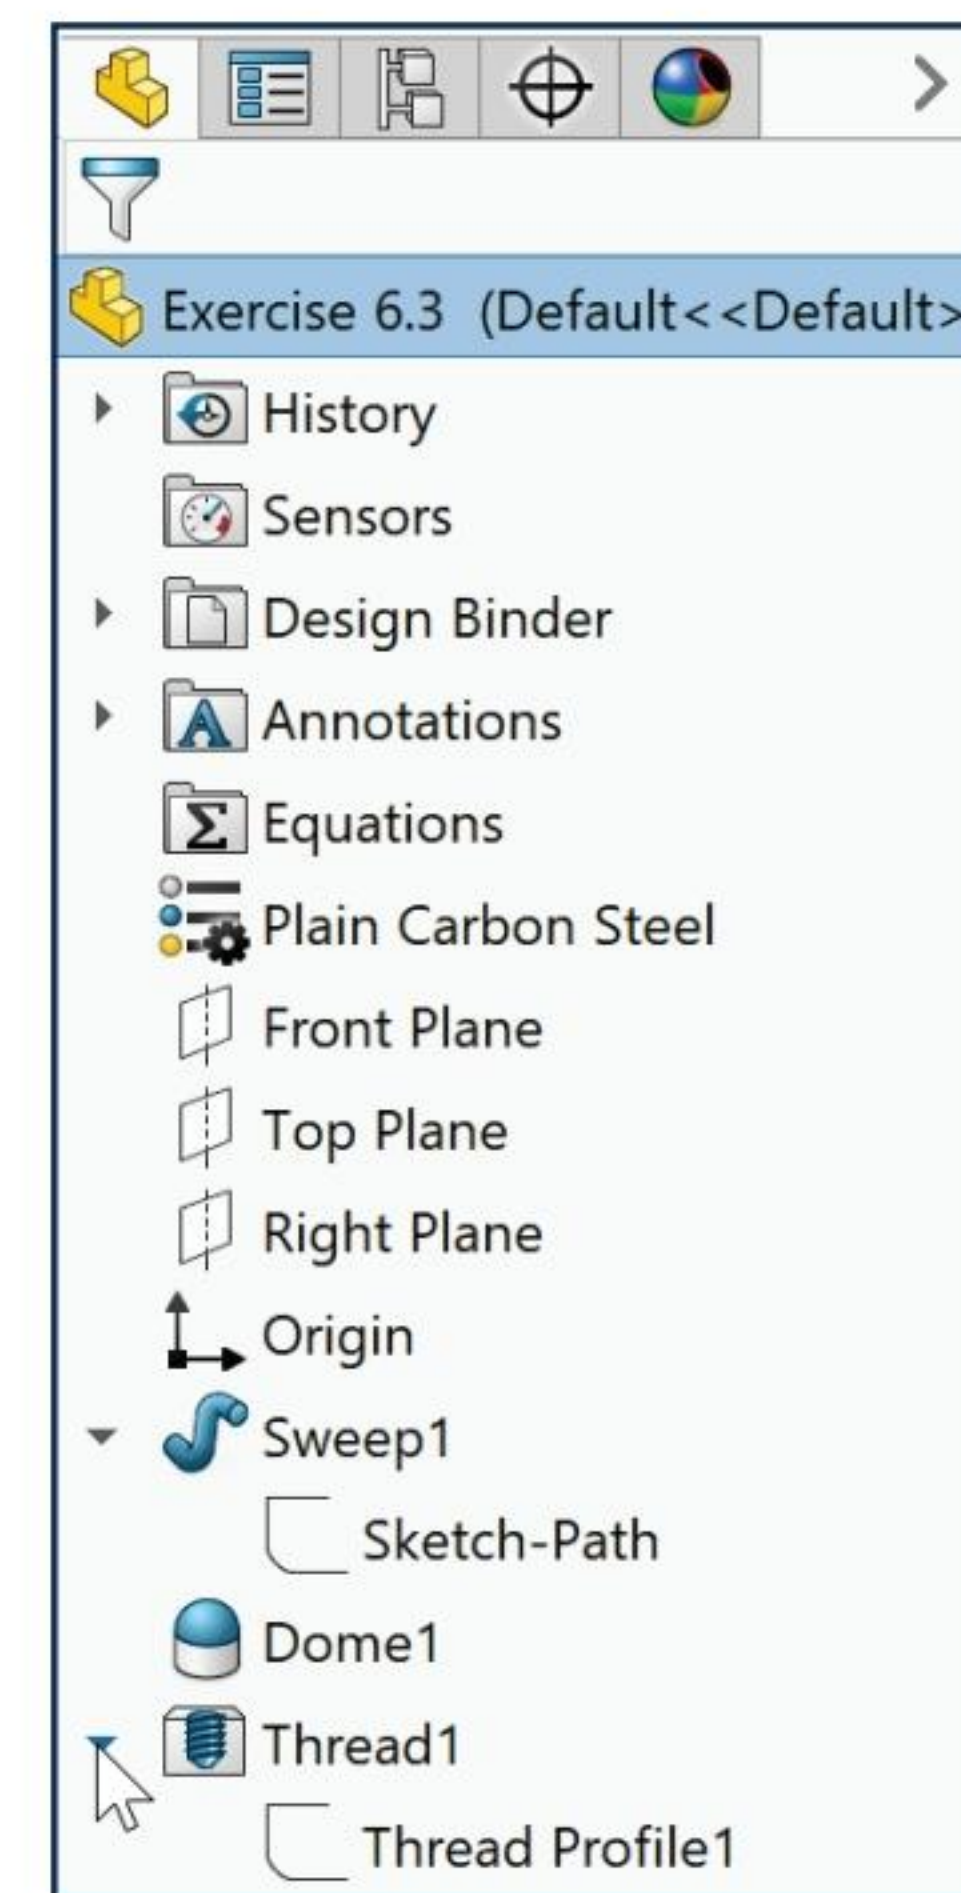 Exercise 6.3 (Default<<Default>
History
Sensors
Design Binder
Annotations
Equations
Plain Carbon Steel
Front Plane
Top Plane
Right Plane
Origin
Sweep1
Sketch-Path
Dome1
Thread1
Thread Profile1